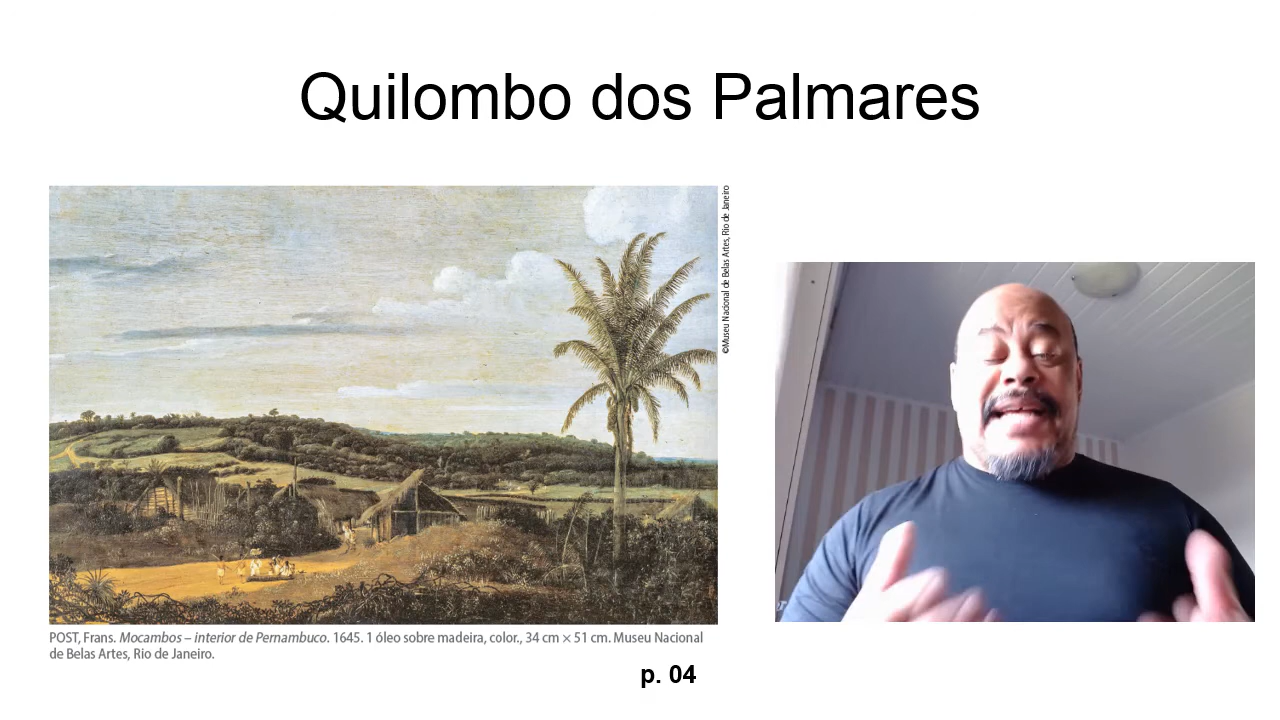 Quilombo dos Palmares
©Museu Nacional de Belas Artes, Rio de Janeiro
POST, Frans. Mocambos – interior de Pernambuco. 1645. 1 óleo sobre madeira, color., 34 cm × 51 cm. Museu Nacional
de Belas Artes, Rio de Janeiro.
p. 04